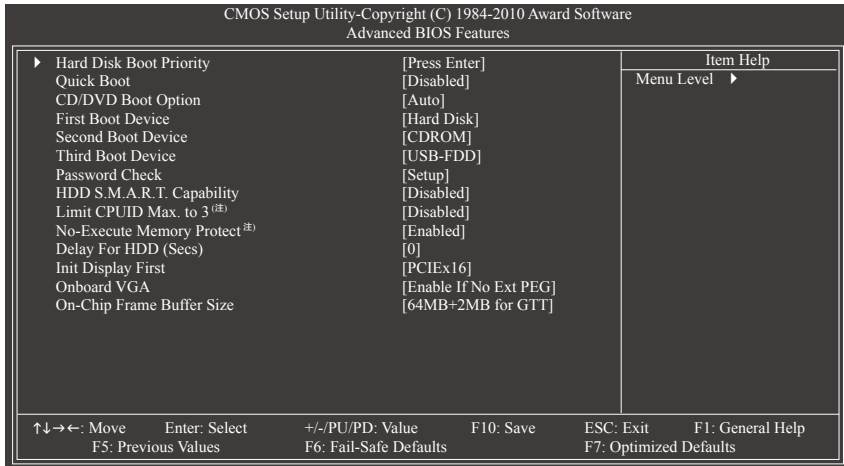 CMOS Setup Utility-Copyright (C) 1984-2010 Award Software
Advanced BIOS Features
Hard Disk Boot Priority [Press Enter]
Quick Boot [Disabled]
CD/DVD Boot Option [Auto]
First Boot Device [Hard Disk]
Second Boot Device [CDROM]
Third Boot Device [USB-FDD]
Password Check [Setup]
HDD S.M.A.R.T. Capability [Disabled]
Limit CPUID Max. to 3 (注) [Disabled]
No-Execute Memory Protect 注) [Enabled]
Delay For HDD (Secs) [0]
Init Display First [PCIEx16]
Onboard VGA [Enable If No Ext PEG]
On-Chip Frame Buffer Size [64MB+2MB for GTT]
Item Help
Menu Level
↑↓→←: Move Enter: Select +/-/PU/PD: Value F10: Save ESC: Exit F1: General Help
F5: Previous Values F6: Fail-Safe Defaults F7: Optimized Defaults